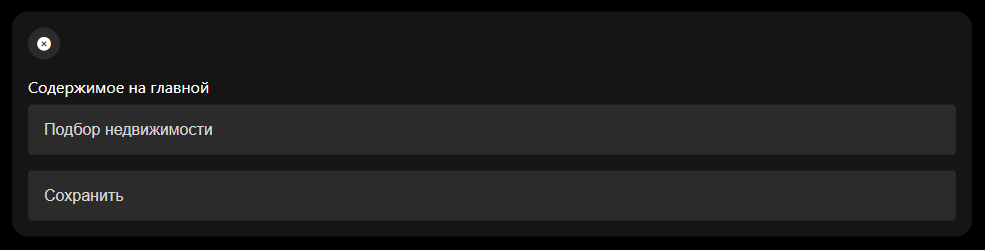 Содержимое на главной
Подбор недвижимости
Сохранить